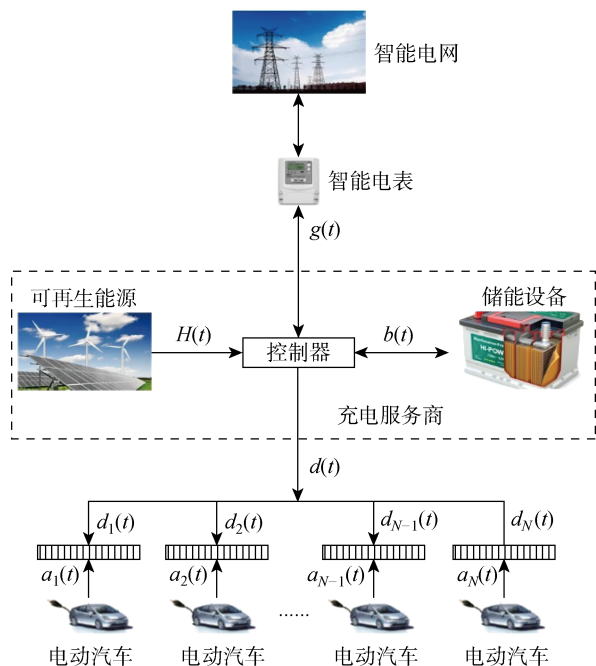 智能电网
智能电表
g(t)
可再生能源
储能设备
H(t)
控制器
b(t)
HI-POW
充电服务商
d(t)
d₁(t)
d₂(t)
dN−1(t)
dN(t)
a₁(t)
a₂(t)
aN−1(t)
aN(t)
......
电动汽车
电动汽车
电动汽车
电动汽车